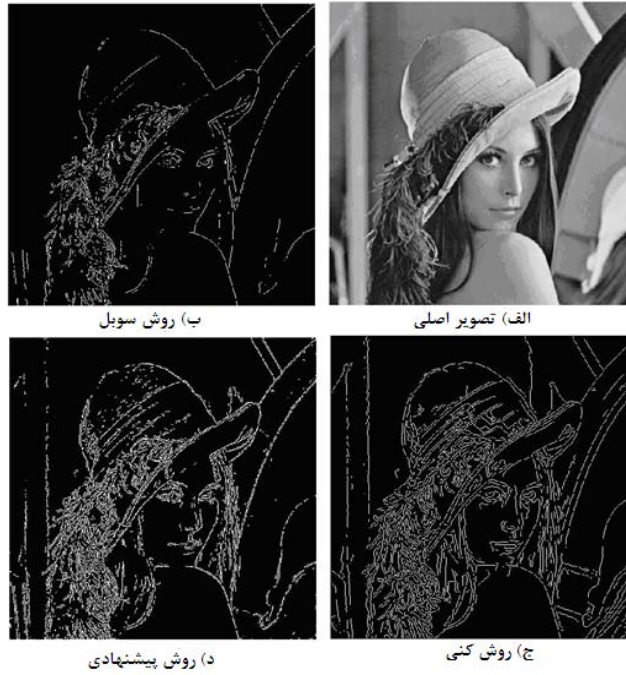 الف) تصویر اصلی
ب) روش سوبل
ج) روش کنی
د) روش پیشنهادی